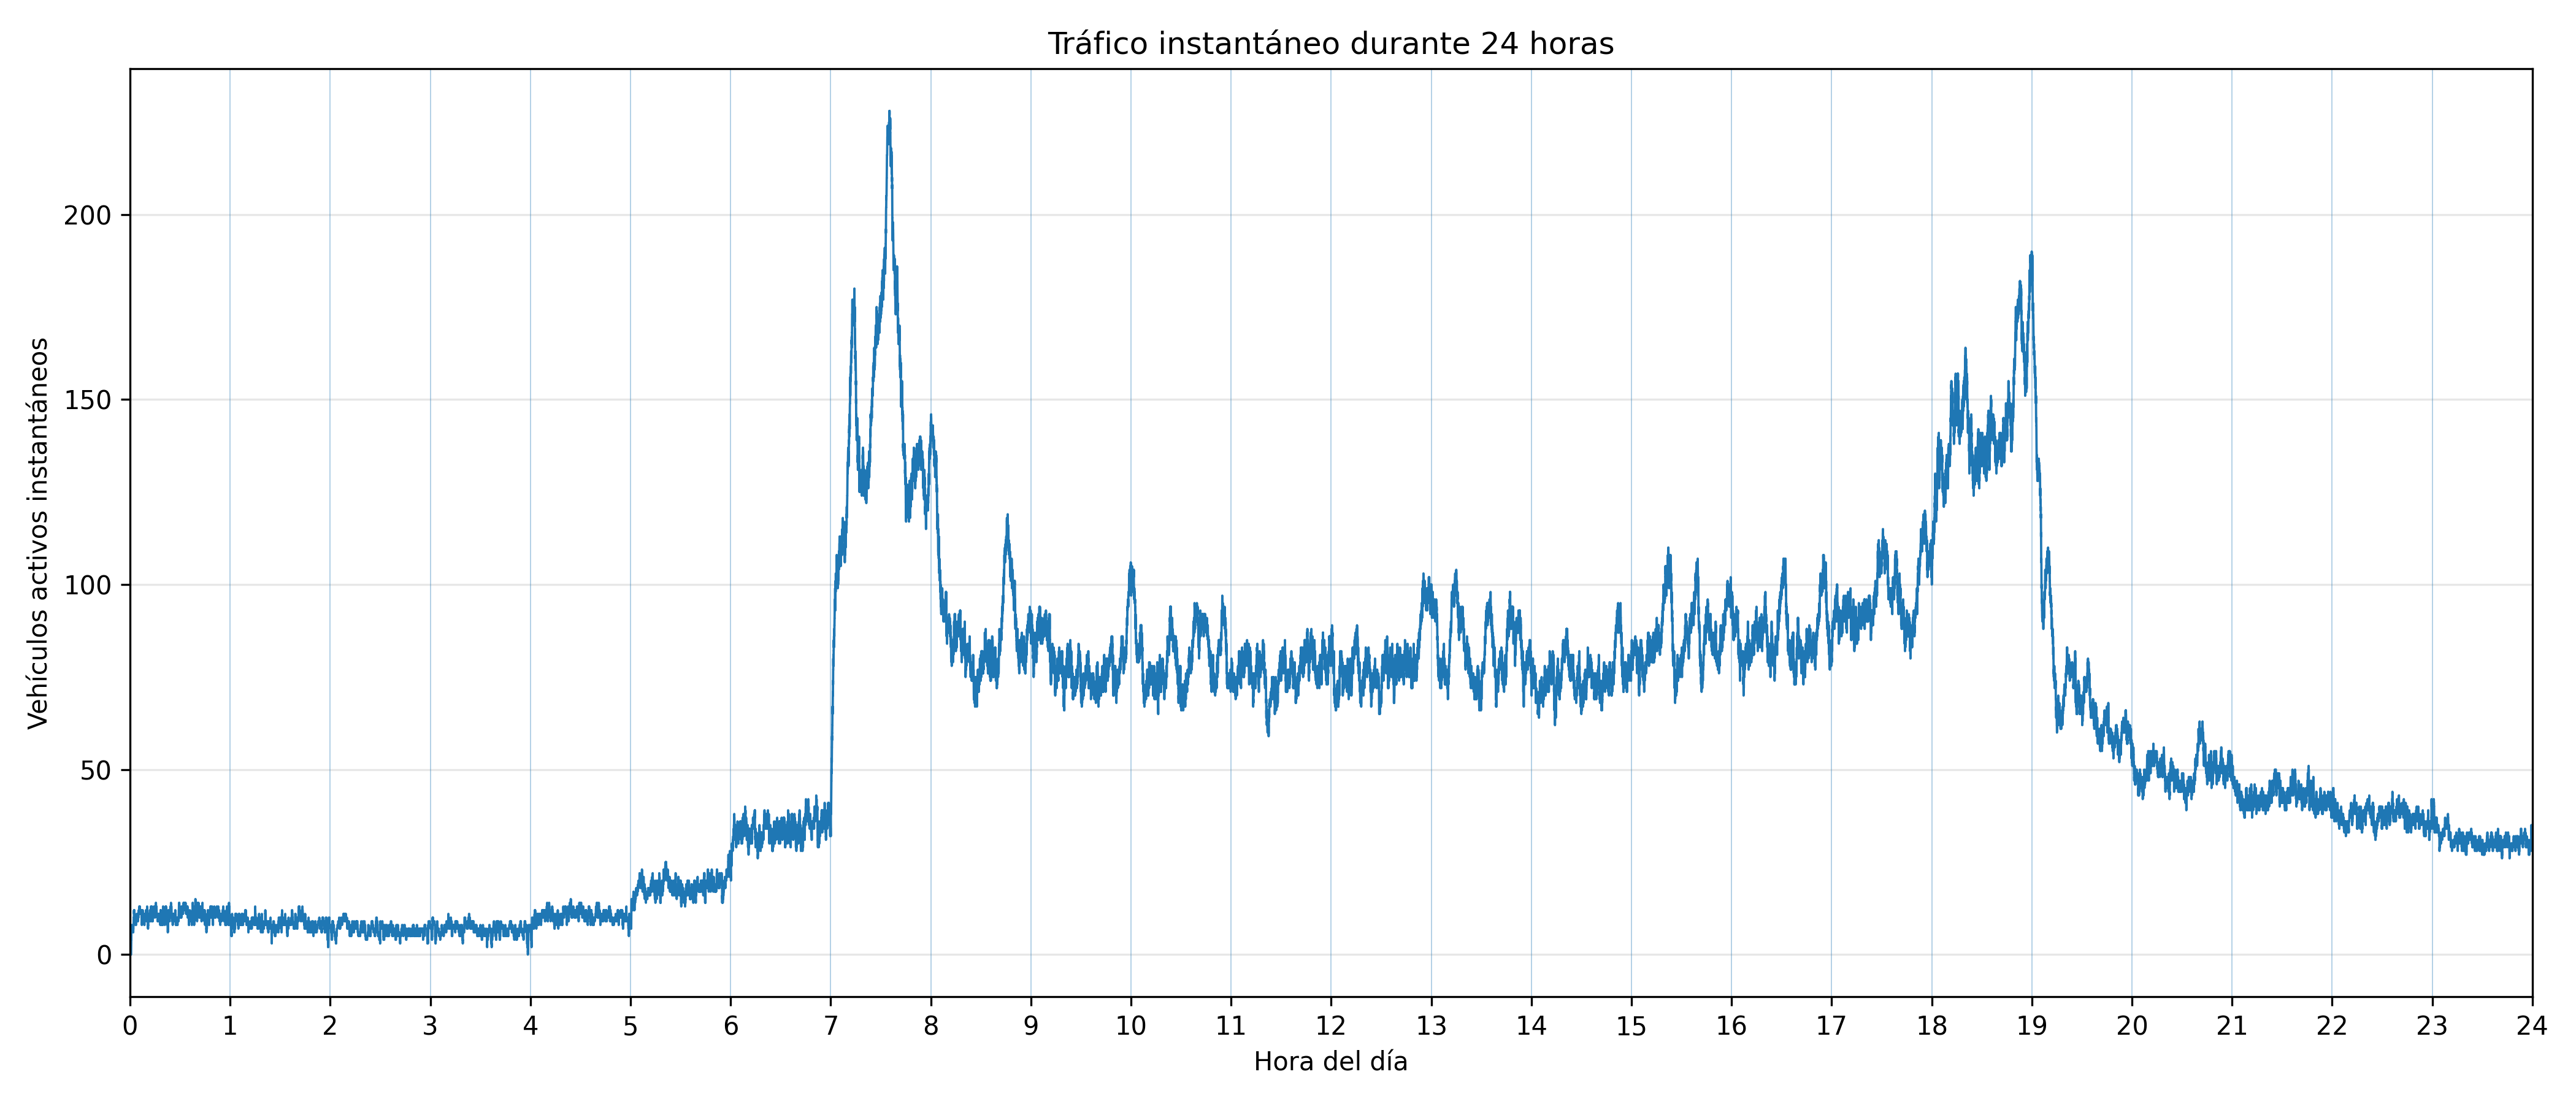 Tráfico instantáneo durante 24 horas
Vehículos activos instantáneos
200
150
100
50
0
0 1 2 3 4 5 6 7 8 9 10 11 12 13 14 15 16 17 18 19 20 21 22 23 24
Hora del día